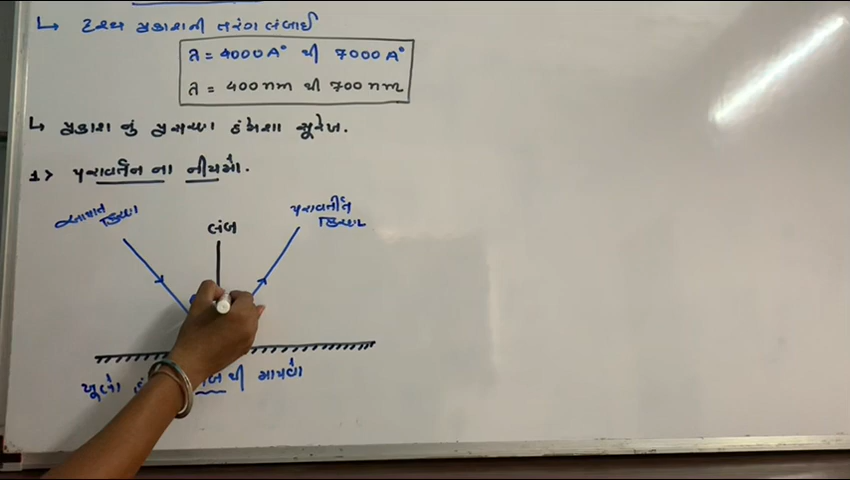 ↳ દ્રશ્ય પ્રકાશની તરંગ લંબાઈ
λ = 4000 A° થી 7000 A°
λ = 400 nm થી 700 nm
↳ પ્રકાશ નું પ્રસરણ હંમેશા સુરેખ.
1> પરાવર્તન ના નીયમો.
આપાત કિરણ
લંબ
પરાવર્તીત કિરણ
ખૂણો થી માપવો